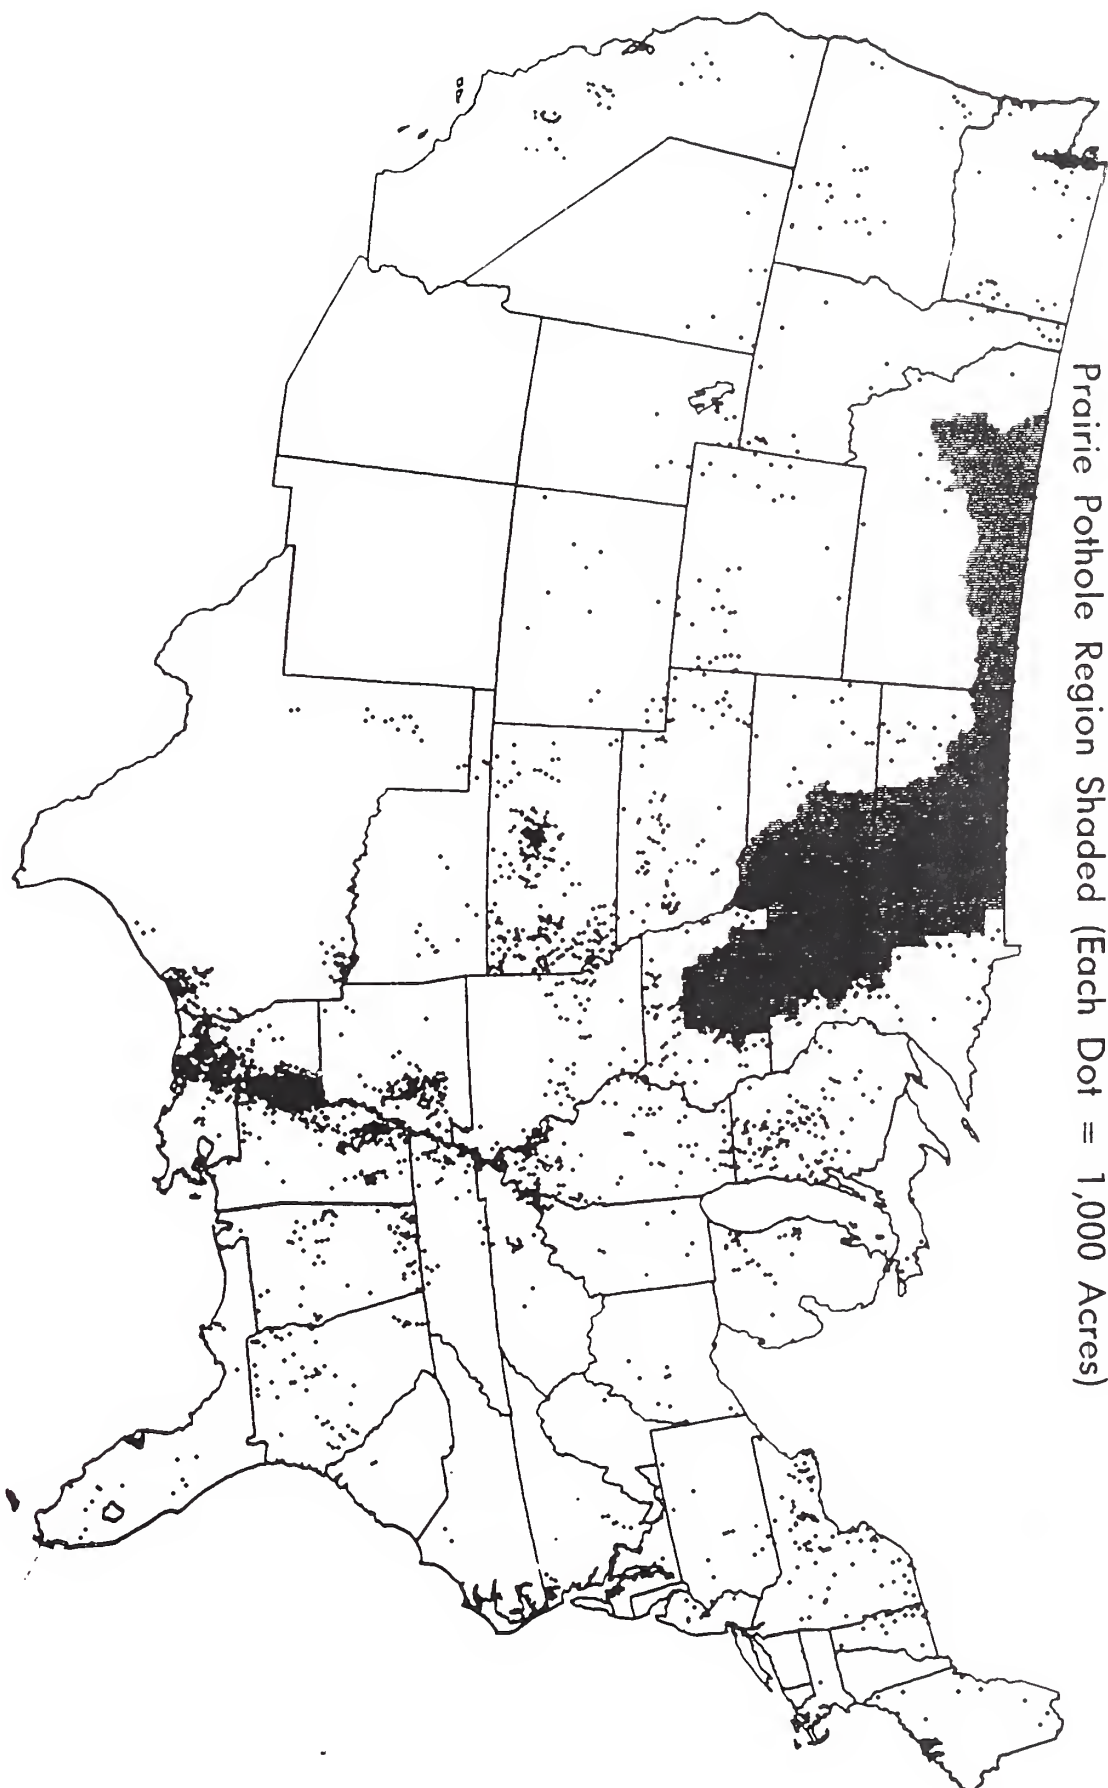 Prairie Pothole Region Shaded (Each Dot = 1,000 Acres)